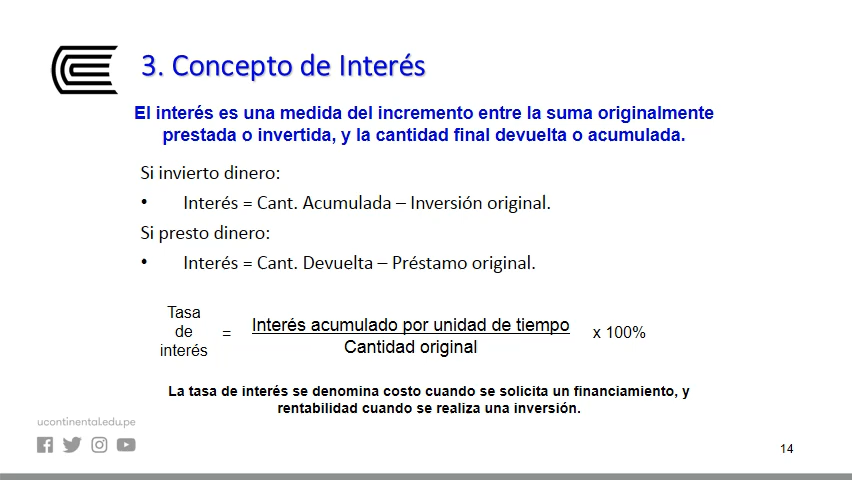 3. Concepto de Interés
El interés es una medida del incremento entre la suma originalmente
prestada o invertida, y la cantidad final devuelta o acumulada.
Si invierto dinero:
• Interés = Cant. Acumulada – Inversión original.
Si presto dinero:
• Interés = Cant. Devuelta – Préstamo original.
Tasa
de
interés
=
Interés acumulado por unidad de tiempo
Cantidad original
x 100%
La tasa de interés se denomina costo cuando se solicita un financiamiento, y
rentabilidad cuando se realiza una inversión.
ucontinental.edu.pe
14